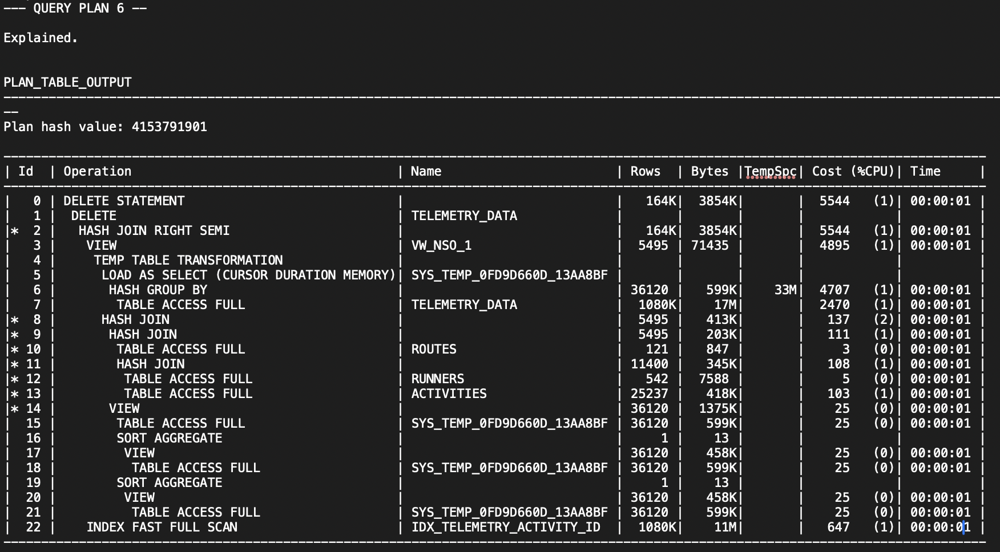 --- QUERY PLAN 6 --
Explained.
PLAN_TABLE_OUTPUT
--------------------------------------------------------------------------------------------------------------------------------------
--
Plan hash value: 4153791901
----------------------------------------------------------------------------------------------------------------------------------
| Id  | Operation                                   | Name                       | Rows  | Bytes |TempSpc| Cost (%CPU)| Time     |
----------------------------------------------------------------------------------------------------------------------------------
|   0 | DELETE STATEMENT                            |                            |   164K|  3854K|       |  5544   (1)| 00:00:01 |
|   1 |  DELETE                                     | TELEMETRY_DATA             |       |       |       |            |          |
|*  2 |   HASH JOIN RIGHT SEMI                      |                            |   164K|  3854K|       |  5544   (1)| 00:00:01 |
|   3 |    VIEW                                     | VW_NSO_1                   |  5495 | 71435 |       |  4895   (1)| 00:00:01 |
|   4 |     TEMP TABLE TRANSFORMATION               |                            |       |       |       |            |          |
|   5 |      LOAD AS SELECT (CURSOR DURATION MEMORY)| SYS_TEMP_0FD9D660D_13AA8BF |       |       |       |            |          |
|   6 |       HASH GROUP BY                         |                            | 36120 |   599K|    33M|  4707   (1)| 00:00:01 |
|   7 |        TABLE ACCESS FULL                    | TELEMETRY_DATA             |  1080K|    17M|       |  2470   (1)| 00:00:01 |
|*  8 |      HASH JOIN                              |                            |  5495 |   413K|       |   137   (2)| 00:00:01 |
|*  9 |       HASH JOIN                             |                            |  5495 |   203K|       |   111   (1)| 00:00:01 |
|* 10 |        TABLE ACCESS FULL                    | ROUTES                     |   121 |   847 |       |     3   (0)| 00:00:01 |
|* 11 |        HASH JOIN                            |                            | 11400 |   345K|       |   108   (1)| 00:00:01 |
|* 12 |         TABLE ACCESS FULL                   | RUNNERS                    |   542 |  7588 |       |     5   (0)| 00:00:01 |
|* 13 |         TABLE ACCESS FULL                   | ACTIVITIES                 | 25237 |   418K|       |   103   (1)| 00:00:01 |
|* 14 |       VIEW                                  |                            | 36120 |  1375K|       |    25   (0)| 00:00:01 |
|  15 |        TABLE ACCESS FULL                    | SYS_TEMP_0FD9D660D_13AA8BF | 36120 |   599K|       |    25   (0)| 00:00:01 |
|  16 |        SORT AGGREGATE                       |                            |     1 |    13 |       |            |          |
|  17 |         VIEW                                |                            | 36120 |   458K|       |    25   (0)| 00:00:01 |
|  18 |          TABLE ACCESS FULL                  | SYS_TEMP_0FD9D660D_13AA8BF | 36120 |   599K|       |    25   (0)| 00:00:01 |
|  19 |        SORT AGGREGATE                       |                            |     1 |    13 |       |            |          |
|  20 |         VIEW                                |                            | 36120 |   458K|       |    25   (0)| 00:00:01 |
|  21 |          TABLE ACCESS FULL                  | SYS_TEMP_0FD9D660D_13AA8BF | 36120 |   599K|       |    25   (0)| 00:00:01 |
|  22 |    INDEX FAST FULL SCAN                     | IDX_TELEMETRY_ACTIVITY_ID  |  1080K|    11M|       |   647   (1)| 00:00:01 |
----------------------------------------------------------------------------------------------------------------------------------